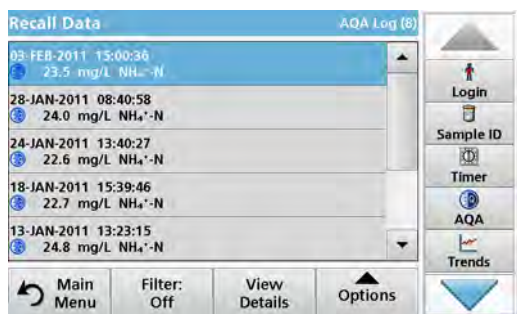 Recall Data
AQA Log (8)
03-FEB-2011 15:00:36
23.5 mg/L NH₄⁺-N
28-JAN-2011 08:40:58
24.0 mg/L NH₄⁺-N
24-JAN-2011 13:40:27
22.6 mg/L NH₄⁺-N
18-JAN-2011 15:39:46
22.7 mg/L NH₄⁺-N
13-JAN-2011 13:23:15
24.8 mg/L NH₄⁺-N
Main
Menu
Filter:
Off
View
Details
Options
Login
Sample ID
Timer
AQA
Trends